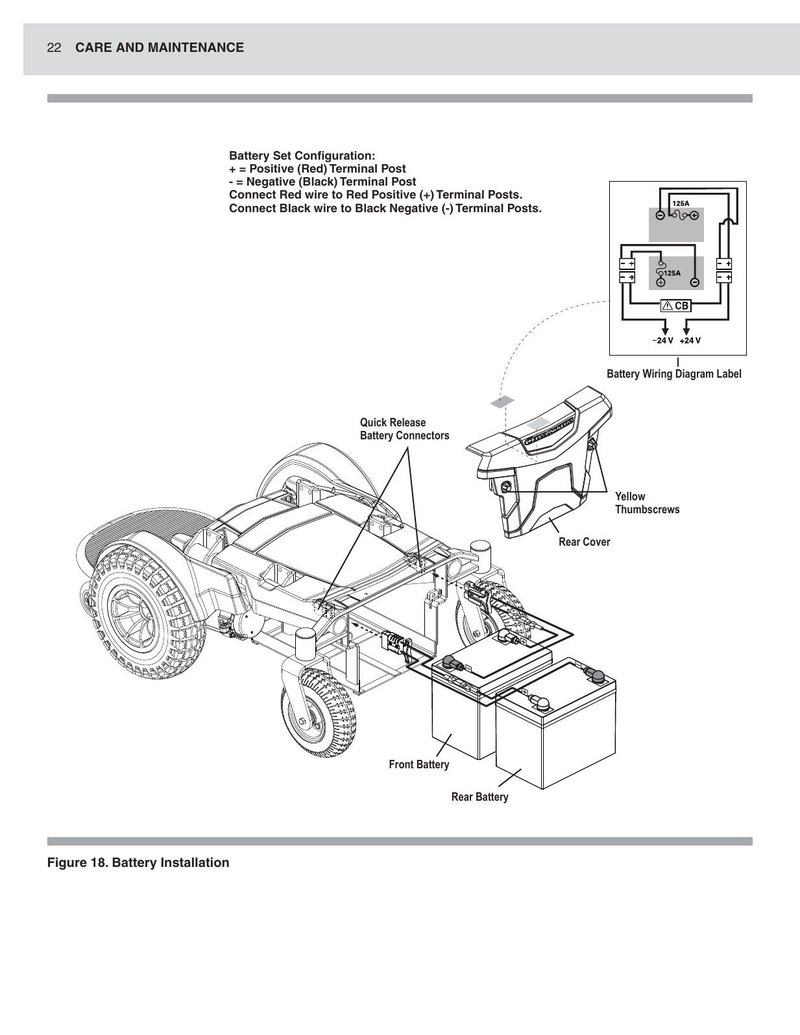 22 CARE AND MAINTENANCE
Battery Set Configuration:
+ = Positive (Red) Terminal Post
- = Negative (Black) Terminal Post
Connect Red wire to Red Positive (+) Terminal Posts.
Connect Black wire to Black Negative (-) Terminal Posts.
125A
− +
− + − +
125A
− + − +
+ −
CB
−24 V +24 V
Battery Wiring Diagram Label
Quick Release
Battery Connectors
Yellow
Thumbscrews
Rear Cover
Front Battery
Rear Battery
Figure 18. Battery Installation